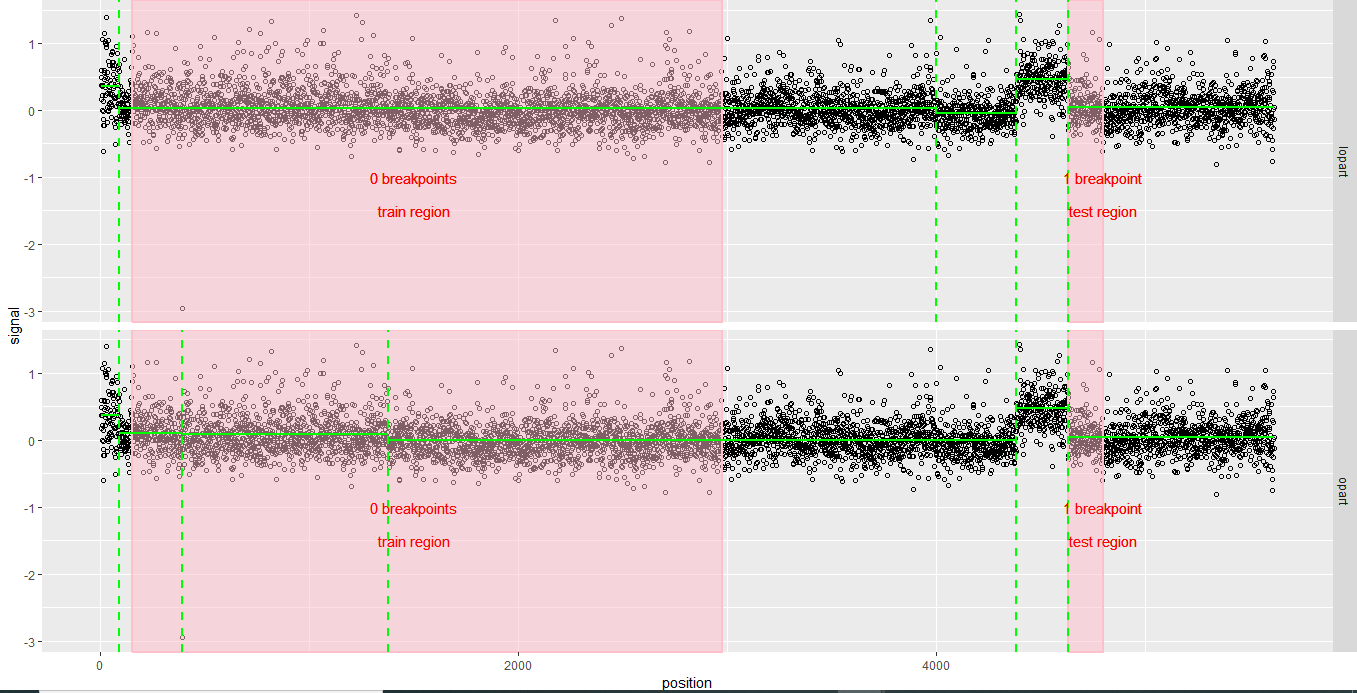 1
0
-1
-2
-3
0 breakpoints
train region
1 breakpoint
test region
lopart
signal
1
0
-1
-2
-3
0 breakpoints
train region
1 breakpoint
test region
opart
0
2000
4000
position